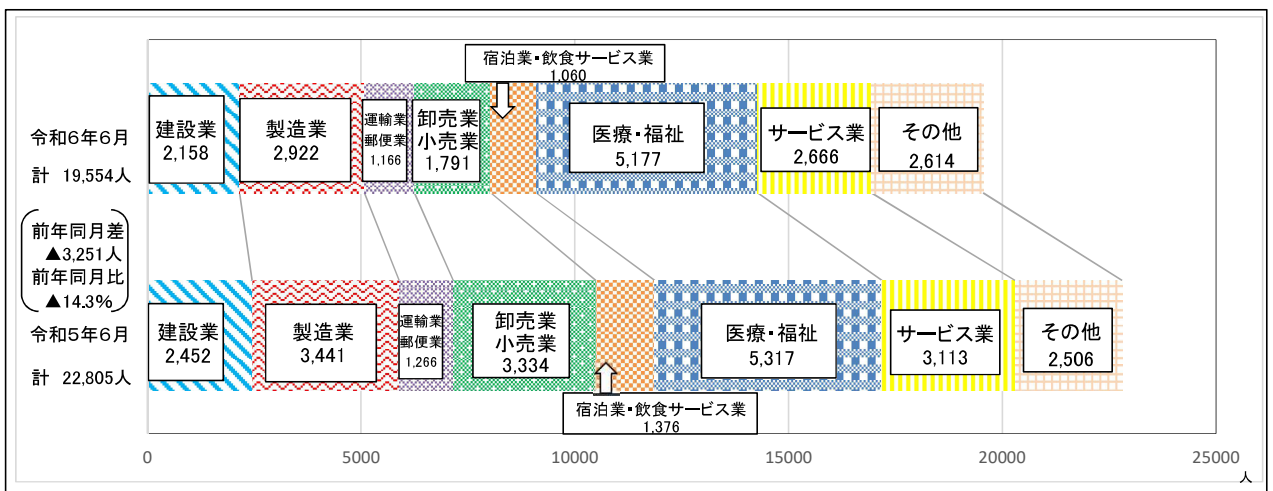 宿泊業・飲食サービス業
1,060
令和6年6月
計 19,554人
建設業
2,158
製造業
2,922
運輸業
郵便業
1,166
卸売業
小売業
1,791
医療・福祉
5,177
サービス業
2,666
その他
2,614
前年同月差
▲3,251人
前年同月比
▲14.3%
令和5年6月
計 22,805人
建設業
2,452
製造業
3,441
運輸業
郵便業
1,266
卸売業
小売業
3,334
医療・福祉
5,317
サービス業
3,113
その他
2,506
宿泊業・飲食サービス業
1,376
0 5000 10000 15000 20000 25000
人